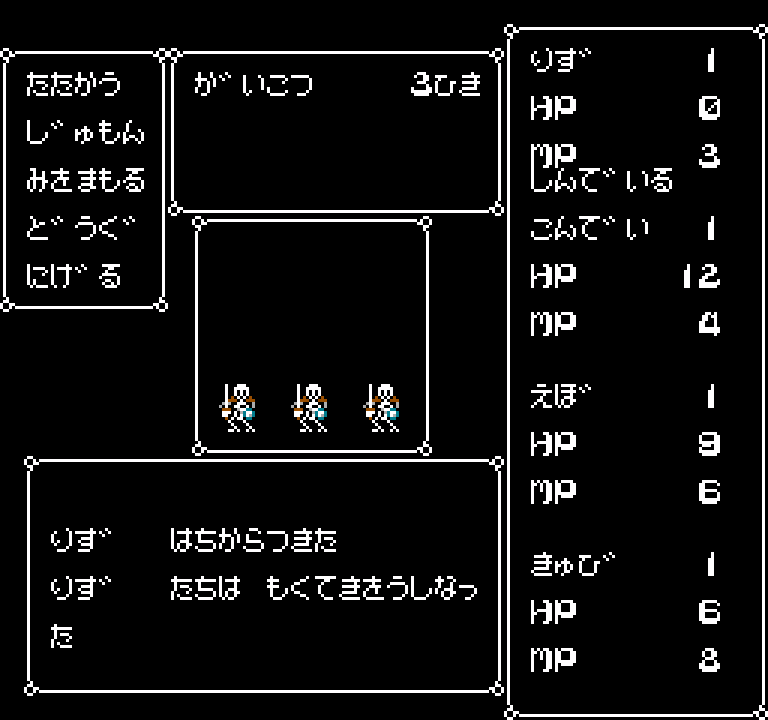 たたかう
じゅもん
みきまもる
どうぐ
にげる
がいこつ 3ひき
りず 1
HP 0
MP 3
しんでいる
こんでい 1
HP 12
MP 4
えぼ 1
HP 9
MP 6
きゅび 1
HP 6
MP 8
りず はちからつきた
りず たちは もくてきをうしなっ
た